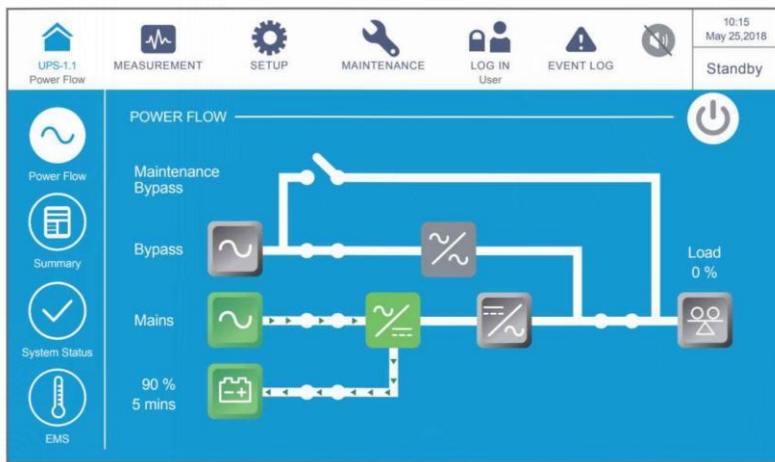 UPS-1.1
Power Flow
MEASUREMENT
SETUP
MAINTENANCE
LOG IN
User
EVENT LOG
10:15
May 25,2018
Standby
Power Flow
Summary
System Status
EMS
POWER FLOW
Maintenance
Bypass
Bypass
Load
0 %
Mains
90 %
5 mins